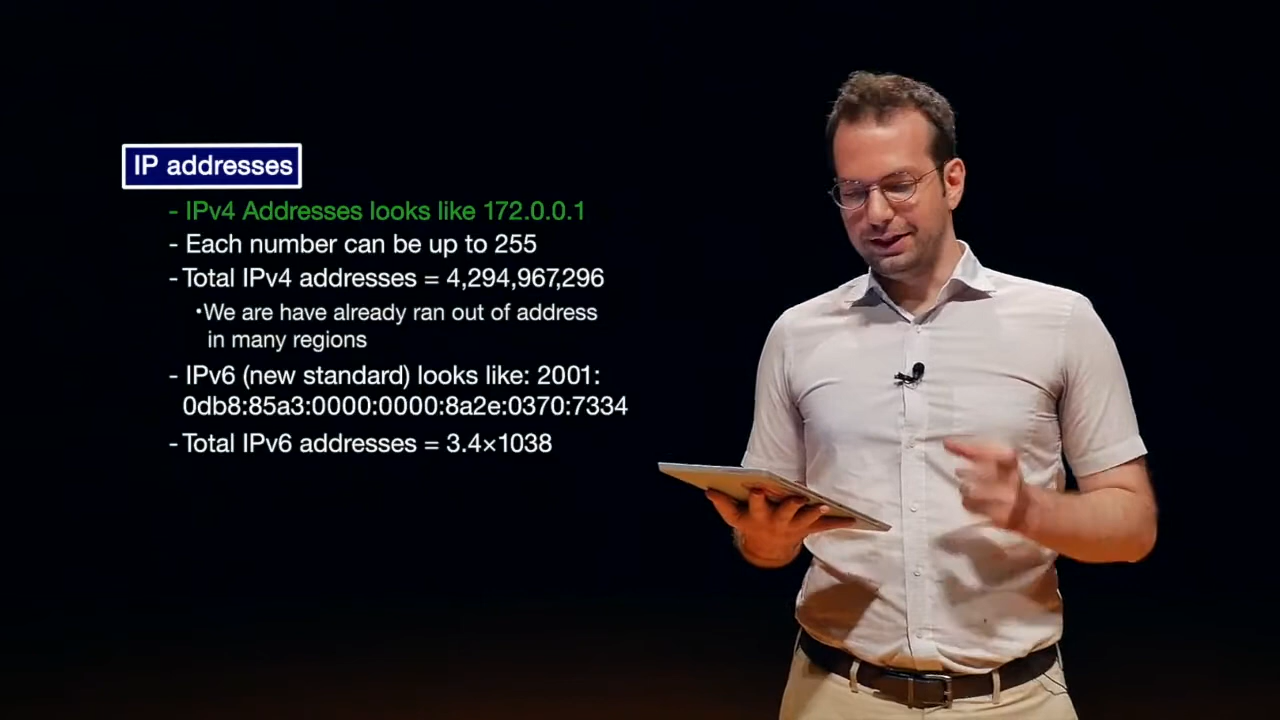 IP addresses
- IPv4 Addresses looks like 172.0.0.1
- Each number can be up to 255
- Total IPv4 addresses = 4,294,967,296
•We are have already ran out of address
in many regions
- IPv6 (new standard) looks like: 2001:
0db8:85a3:0000:0000:8a2e:0370:7334
- Total IPv6 addresses = 3.4×1038